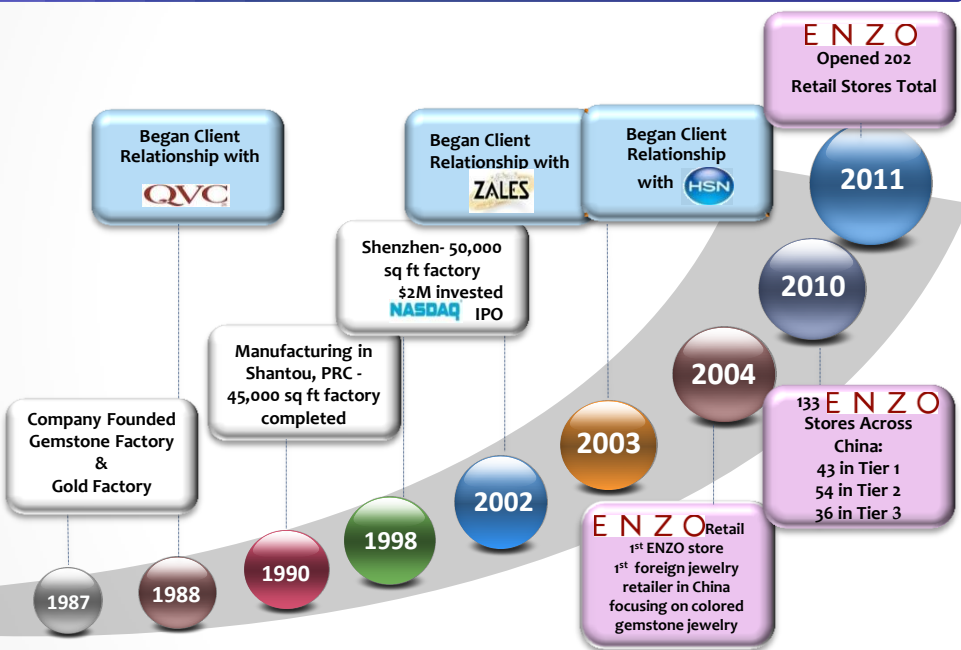 ENZO
Opened 202
Retail Stores Total
Began Client
Relationship with
QVC
Began Client
Relationship with
ZALES
Began Client
Relationship
with HSN
2011
Shenzhen- 50,000
sq ft factory
$2M invested
NASDAQ IPO
2010
Manufacturing in
Shantou, PRC -
45,000 sq ft factory
completed
2004
Company Founded
Gemstone Factory
&
Gold Factory
133 ENZO
Stores Across
China:
43 in Tier 1
54 in Tier 2
36 in Tier 3
2003
2002
ENZO Retail
1st ENZO store
1st foreign jewelry
retailer in China
focusing on colored
gemstone jewelry
1998
1990
1988
1987